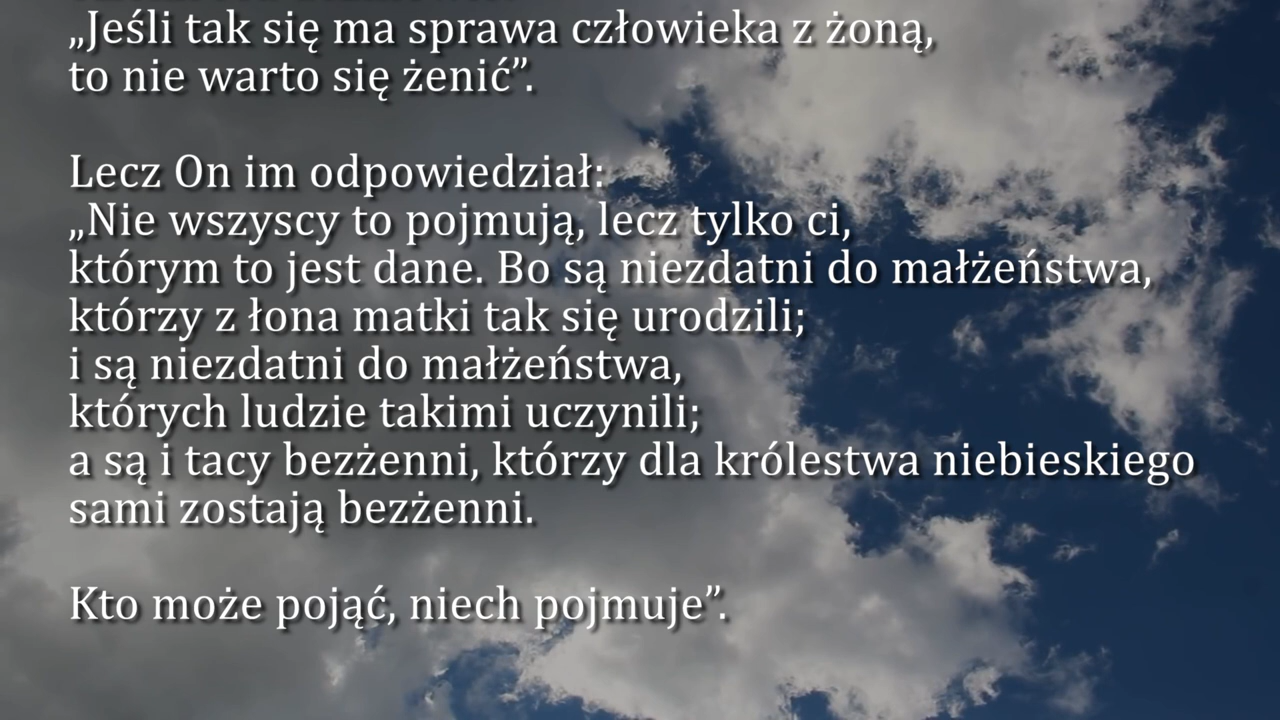 „Jeśli tak się ma sprawa człowieka z żoną,
to nie warto się żenić”.
Lecz On im odpowiedział:
„Nie wszyscy to pojmują, lecz tylko ci,
którym to jest dane. Bo są niezdatni do małżeństwa,
którzy z łona matki tak się urodzili;
i są niezdatni do małżeństwa,
których ludzie takimi uczynili;
a są i tacy bezżenni, którzy dla królestwa niebieskiego
sami zostają bezżenni.
Kto może pojąć, niech pojmuje”.